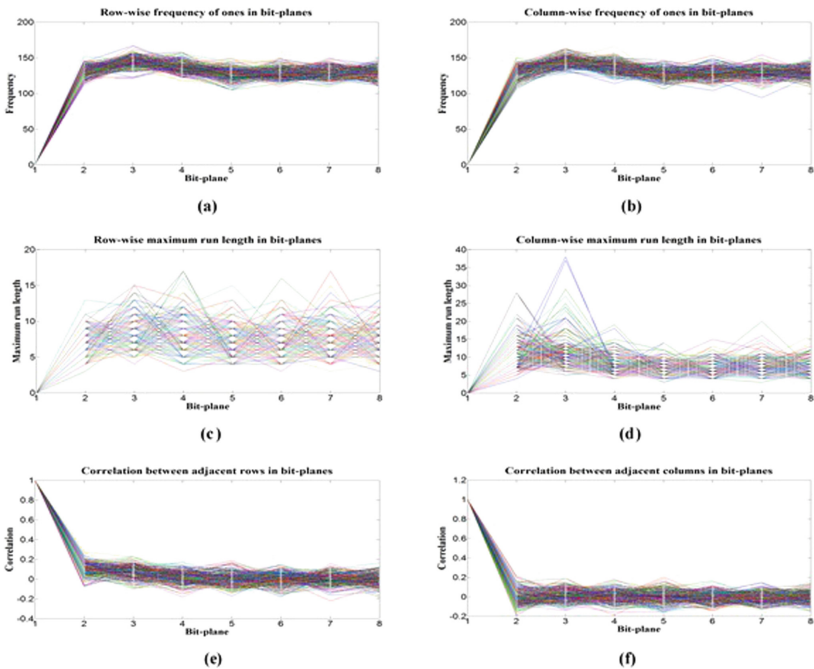 Row-wise frequency of ones in bit-planes
200
150
100
50
0
Frequency
1 2 3 4 5 6 7 8
Bit-plane
(a)
Column-wise frequency of ones in bit-planes
200
150
100
50
0
Frequency
1 2 3 4 5 6 7 8
Bit-plane
(b)
Row-wise maximum run length in bit-planes
20
15
10
5
0
Maximum run length
1 2 3 4 5 6 7 8
Bit-plane
(c)
Column-wise maximum run length in bit-planes
40
35
30
25
20
15
10
5
0
Maximum run length
1 2 3 4 5 6 7 8
Bit-plane
(d)
Correlation between adjacent rows in bit-planes
1
0.8
0.6
0.4
0.2
0
-0.2
-0.4
Correlation
1 2 3 4 5 6 7 8
Bit-plane
(e)
Correlation between adjacent columns in bit-planes
1.2
1
0.8
0.6
0.4
0.2
0
-0.2
Correlation
1 2 3 4 5 6 7 8
Bit-plane
(f)